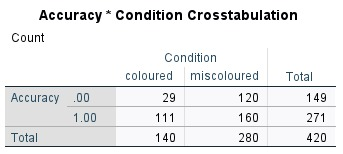 Accuracy * Condition Crosstabulation
Count
Condition
coloured miscoloured Total
Accuracy .00 29 120 149
1.00 111 160 271
Total 140 280 420